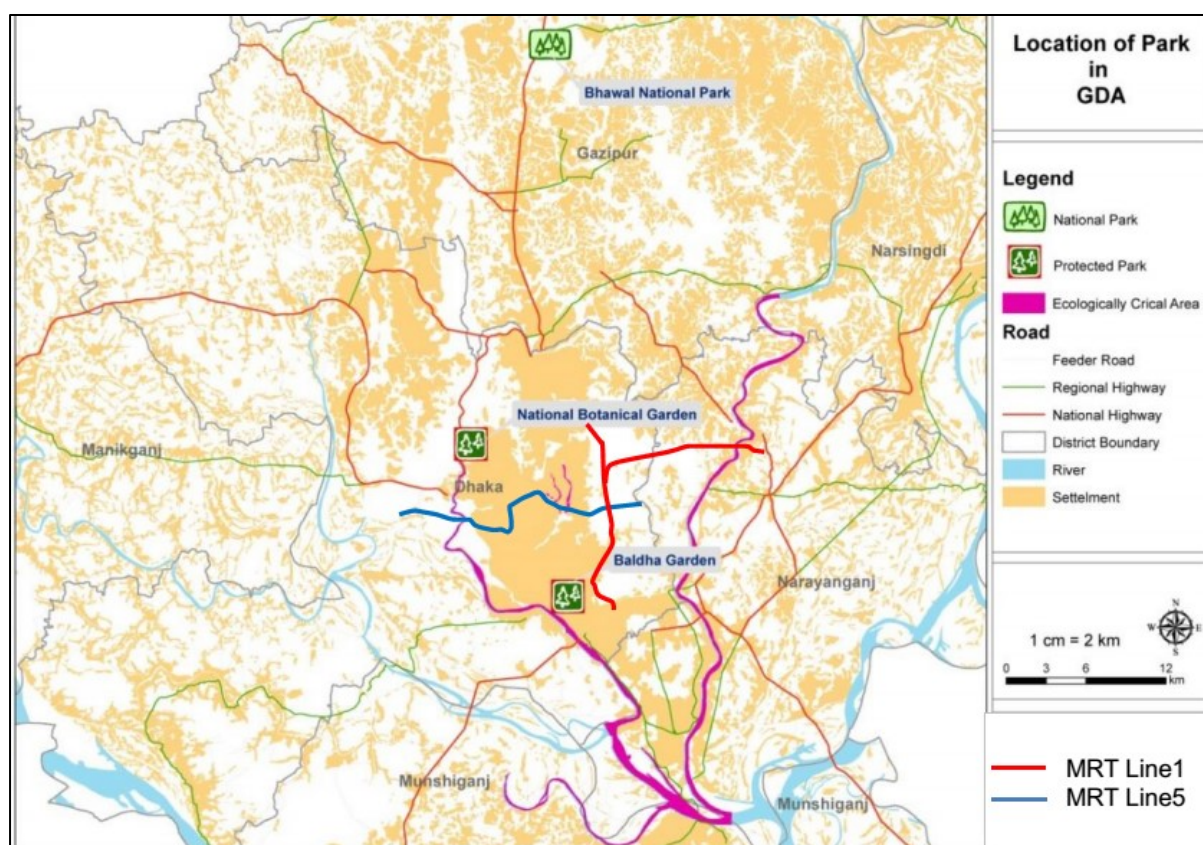 Location of Park
in
GDA
Legend
National Park
Protected Park
Ecologically Crical Area
Road
Feeder Road
Regional Highway
National Highway
District Boundary
River
Settelment
1 cm = 2 km
N
W E
S
0 3 6 12
km
MRT Line1
MRT Line5
Bhawal National Park
Gazipur
Narsingdi
National Botanical Garden
Manikganj
Dhaka
Baldha Garden
Narayanganj
Munshiganj
Munshiganj